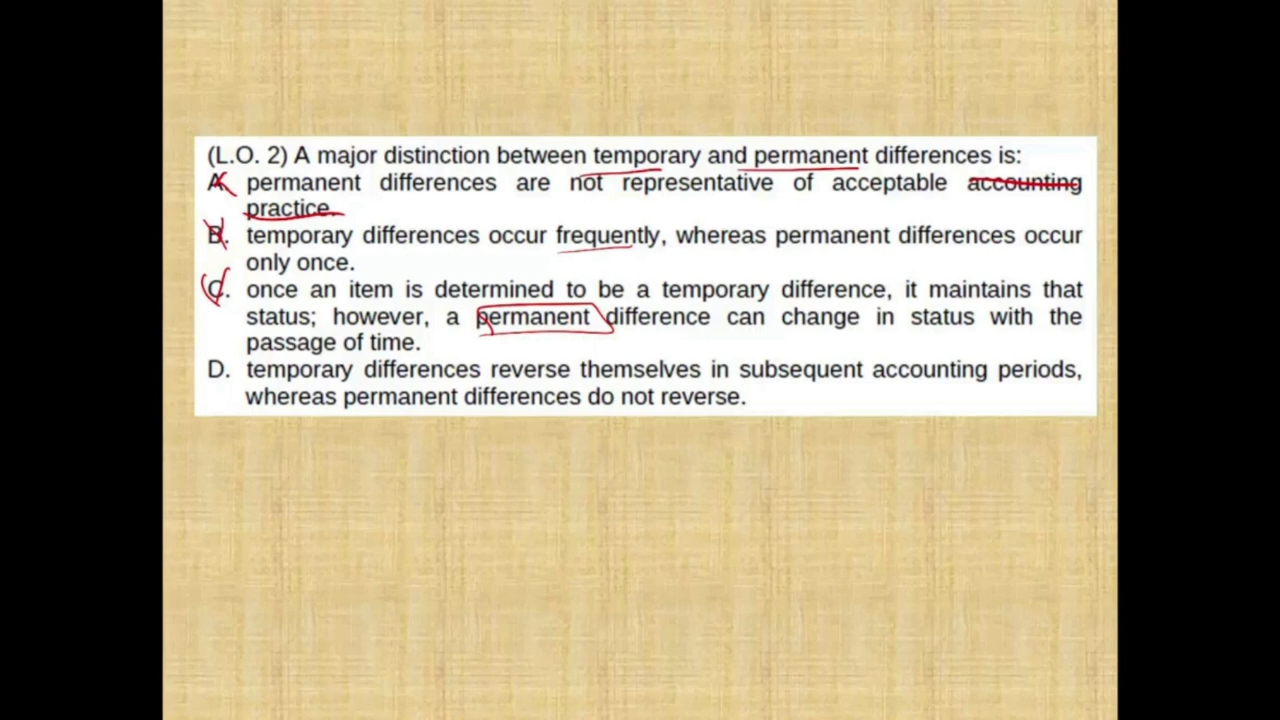 (L.O. 2) A major distinction between temporary and permanent differences is:
A. permanent differences are not representative of acceptable accounting
practice.
B. temporary differences occur frequently, whereas permanent differences occur
only once.
C. once an item is determined to be a temporary difference, it maintains that
status; however, a permanent difference can change in status with the
passage of time.
D. temporary differences reverse themselves in subsequent accounting periods,
whereas permanent differences do not reverse.